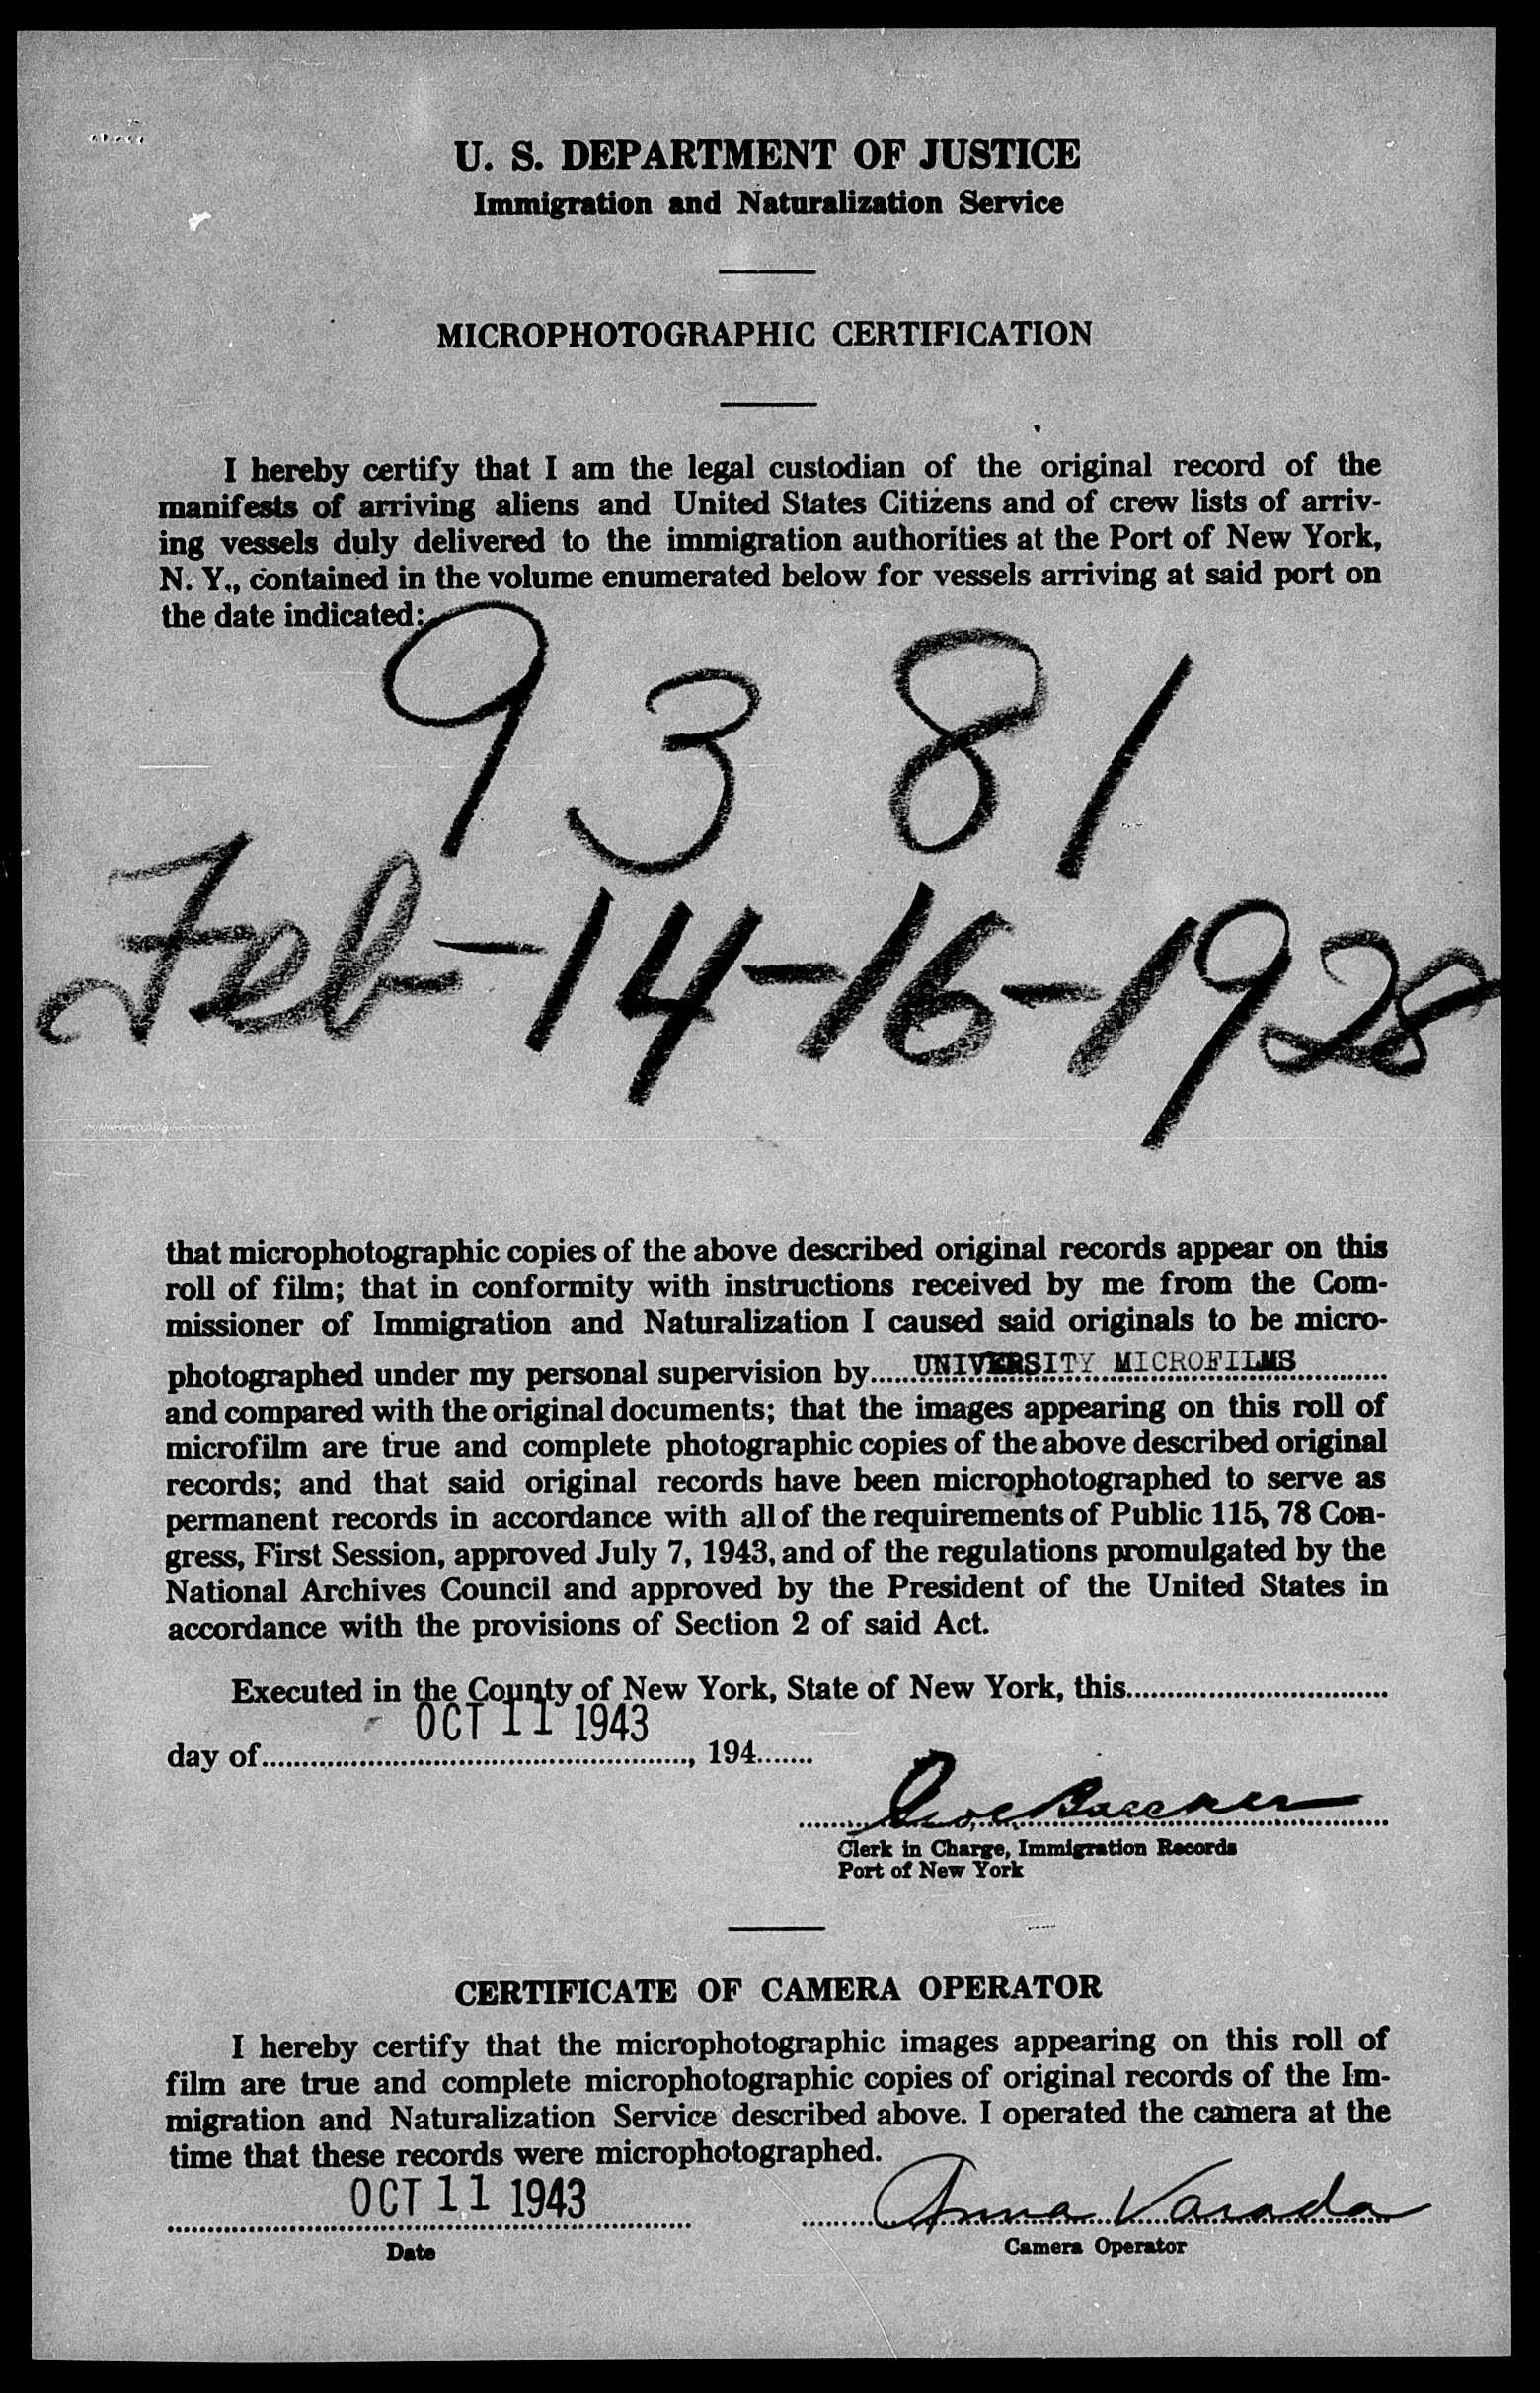 U. S. DEPARTMENT OF JUSTICE
Immigration and Naturalization Service
MICROPHOTOGRAPHIC CERTIFICATION
I hereby certify that I am the legal custodian of the original record of the
manifests of arriving aliens and United States Citizens and of crew lists of arriv-
ing vessels duly delivered to the immigration authorities at the Port of New York,
N. Y., contained in the volume enumerated below for vessels arriving at said port on
the date indicated:
9381
Feb-14-16-1928
that microphotographic copies of the above described original records appear on this
roll of film; that in conformity with instructions received by me from the Com-
missioner of Immigration and Naturalization I caused said originals to be micro-
photographed under my personal supervision by......UNIVERSITY MICROFILMS
and compared with the original documents; that the images appearing on this roll of
microfilm are true and complete photographic copies of the above described original
records; and that said original records have been microphotographed to serve as
permanent records in accordance with all of the requirements of Public 115, 78 Con-
gress, First Session, approved July 7, 1943, and of the regulations promulgated by the
National Archives Council and approved by the President of the United States in
accordance with the provisions of Section 2 of said Act.
Executed in the County of New York, State of New York, this
OCT 11 1943
day of, 194
Clerk in Charge, Immigration Records
Port of New York
CERTIFICATE OF CAMERA OPERATOR
I hereby certify that the microphotographic images appearing on this roll of
film are true and complete microphotographic copies of original records of the Im-
migration and Naturalization Service described above. I operated the camera at the
time that these records were microphotographed.
OCT 11 1943
Anna Varada
Date
Camera Operator